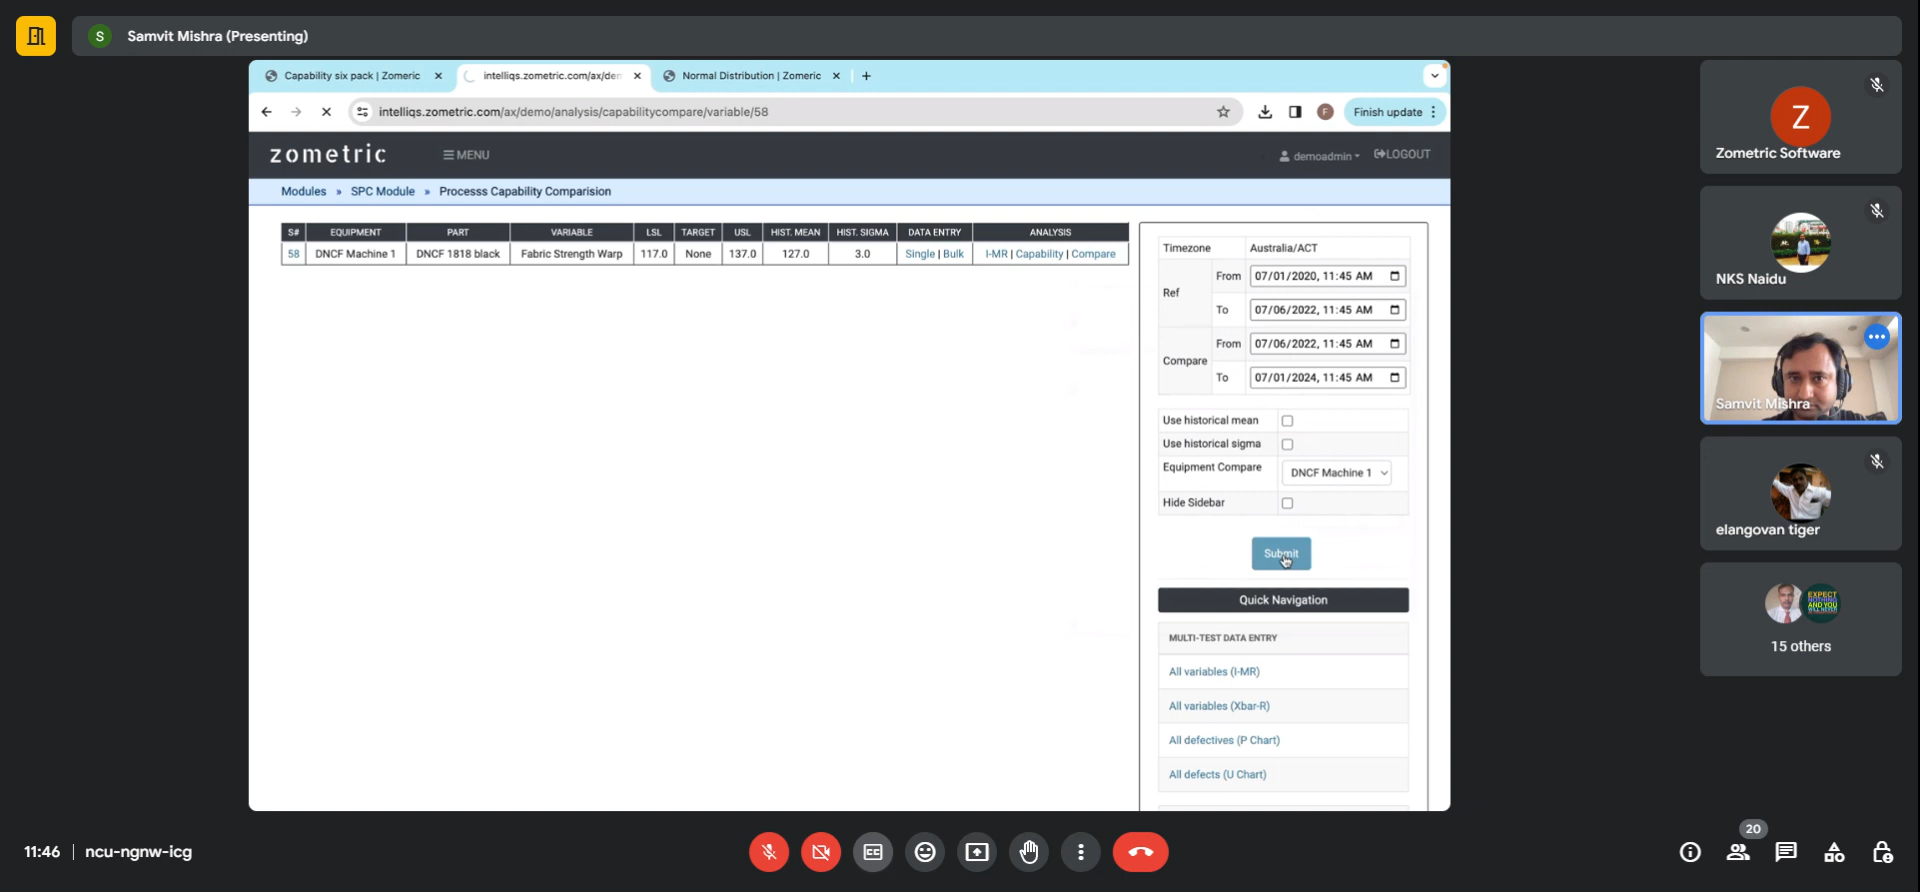 S Samvit Mishra (Presenting)
Capability six pack | Zomeric
intelliqs.zometric.com/ax/den
Normal Distribution | Zomeric
intelliqs.zometric.com/ax/demo/analysis/capabilitycompare/variable/58
F
Finish update
zometric
MENU
demoadmin
LOGOUT
Modules » SPC Module » Processs Capability Comparision
S# EQUIPMENT PART VARIABLE LSL TARGET USL HIST. MEAN HIST. SIGMA DATA ENTRY ANALYSIS
58 DNCF Machine 1 DNCF 1818 black Fabric Strength Warp 117.0 None 137.0 127.0 3.0 Single | Bulk I-MR | Capability | Compare
Timezone Australia/ACT
Ref
From 07/01/2020, 11:45 AM
To 07/06/2022, 11:45 AM
Compare
From 07/06/2022, 11:45 AM
To 07/01/2024, 11:45 AM
Use historical mean
Use historical sigma
Equipment Compare DNCF Machine 1
Hide Sidebar
Submit
Quick Navigation
MULTI-TEST DATA ENTRY
All variables (I-MR)
All variables (Xbar-R)
All defectives (P Chart)
All defects (U Chart)
Z
Zometric Software
NKS Naidu
Samvit Mishra
elangovan tiger
EXPECT
NOTHING
AND YOU
15 others
11:46 | ncu-ngnw-icg
20